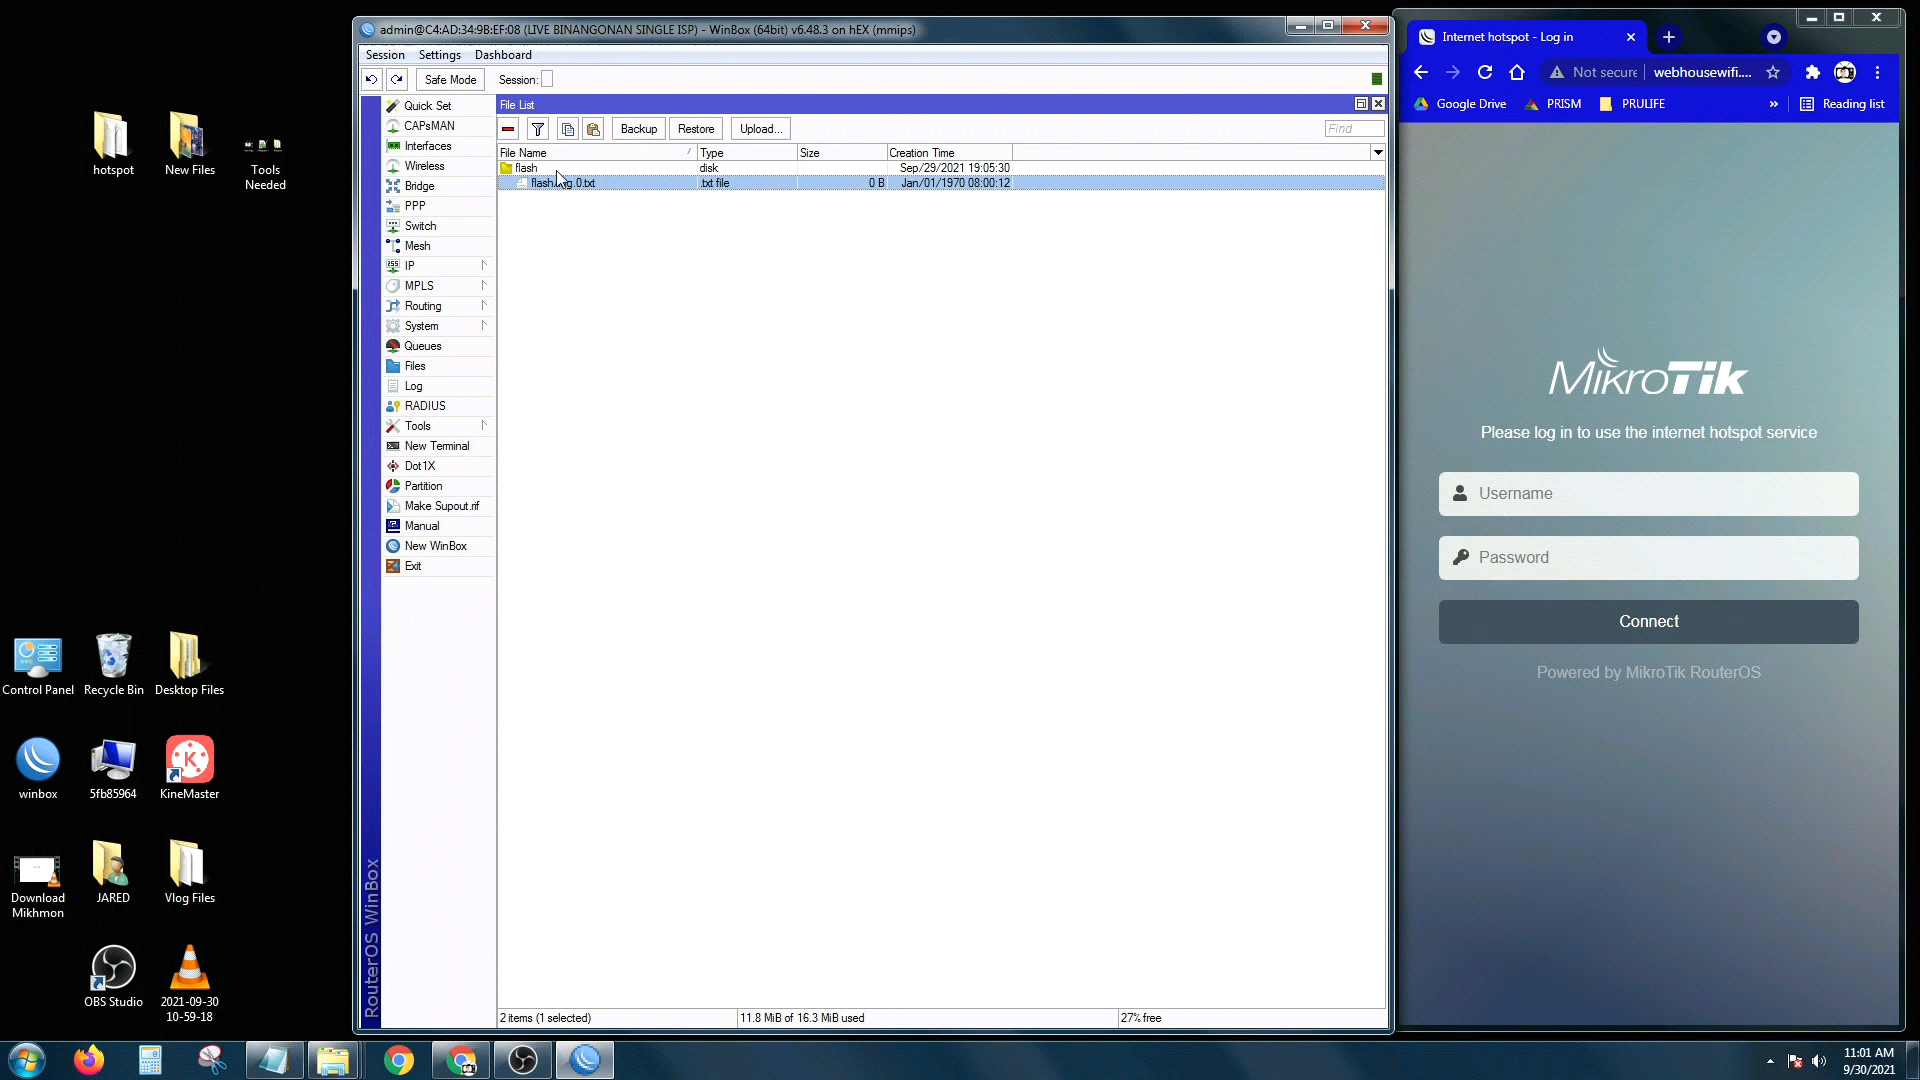 hotspot
New Files
Tools
Needed
Control Panel
Recycle Bin
Desktop Files
winbox
5fb85964
KineMaster
Download
Mikhmon
JARED
Vlog Files
OBS Studio
2021-09-30
10-59-18
admin@C4:AD:34:9B:EF:08 (LIVE BINANGONAN SINGLE ISP) - WinBox (64bit) v6.48.3 on hEX (mmips)
Session Settings Dashboard
Safe Mode Session:
RouterOS WinBox
Quick Set
CAPsMAN
Interfaces
Wireless
Bridge
PPP
Switch
Mesh
IP
MPLS
Routing
System
Queues
Files
Log
RADIUS
Tools
New Terminal
Dot1X
Partition
Make Supout.rif
Manual
New WinBox
Exit
File List
Backup Restore Upload... Find
File Name Type Size Creation Time
flash disk Sep/29/2021 19:05:30
.txt file 0 B Jan/01/1970 08:00:12
2 items (1 selected) 11.8 MiB of 16.3 MiB used 27% free
Internet hotspot - Log in
Not secure webhousewifi....
Google Drive PRISM PRULIFE » Reading list
MikroTik
Please log in to use the internet hotspot service
Username
Password
Connect
Powered by MikroTik RouterOS
11:01 AM
9/30/2021